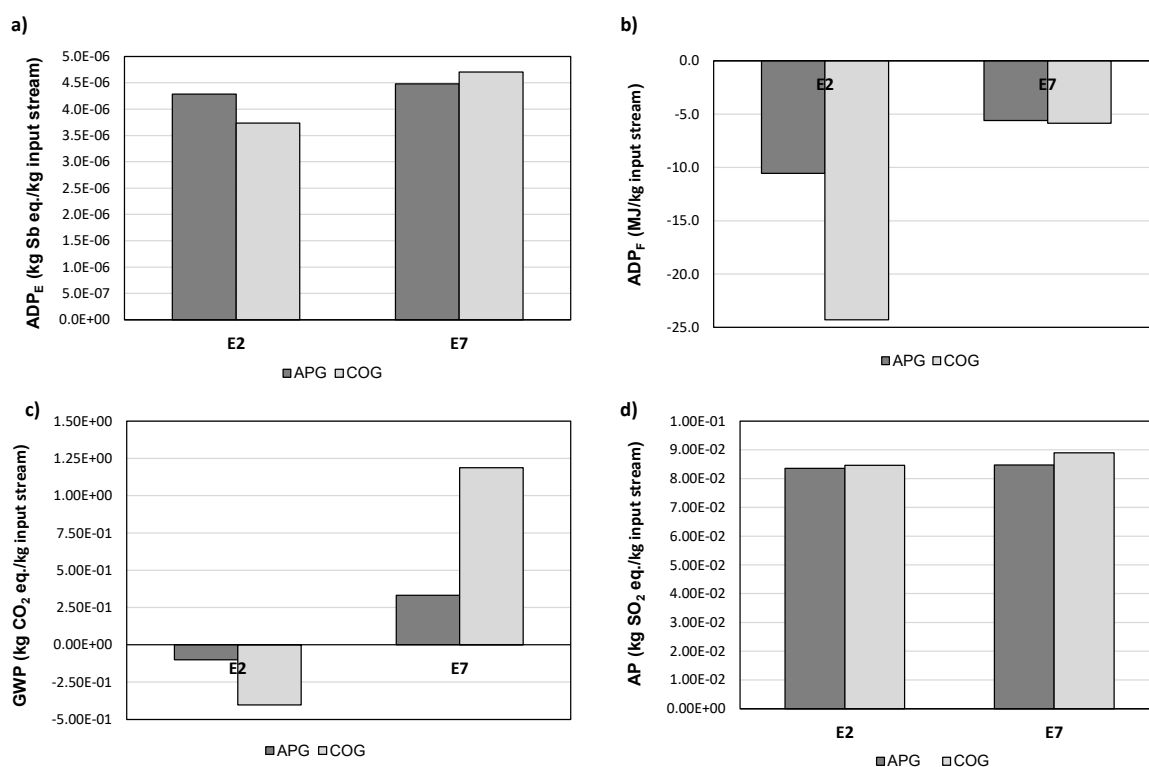 a)
ADP_E (kg Sb eq./kg input stream)
5.0E-06
4.5E-06
4.0E-06
3.5E-06
3.0E-06
2.5E-06
2.0E-06
1.5E-06
1.0E-06
5.0E-07
0.0E+00
E2 E7
APG COG
b)
ADP_F (MJ/kg input stream)
0.0
-5.0
-10.0
-15.0
-20.0
-25.0
E2 E7
APG COG
c)
GWP (kg CO₂ eq./kg input stream)
1.50E+00
1.25E+00
1.00E+00
7.50E-01
5.00E-01
2.50E-01
0.00E+00
-2.50E-01
-5.00E-01
E2 E7
APG COG
d)
AP (kg SO₂ eq./kg input stream)
1.00E-01
9.00E-02
8.00E-02
7.00E-02
6.00E-02
5.00E-02
4.00E-02
3.00E-02
2.00E-02
1.00E-02
0.00E+00
E2 E7
APG COG